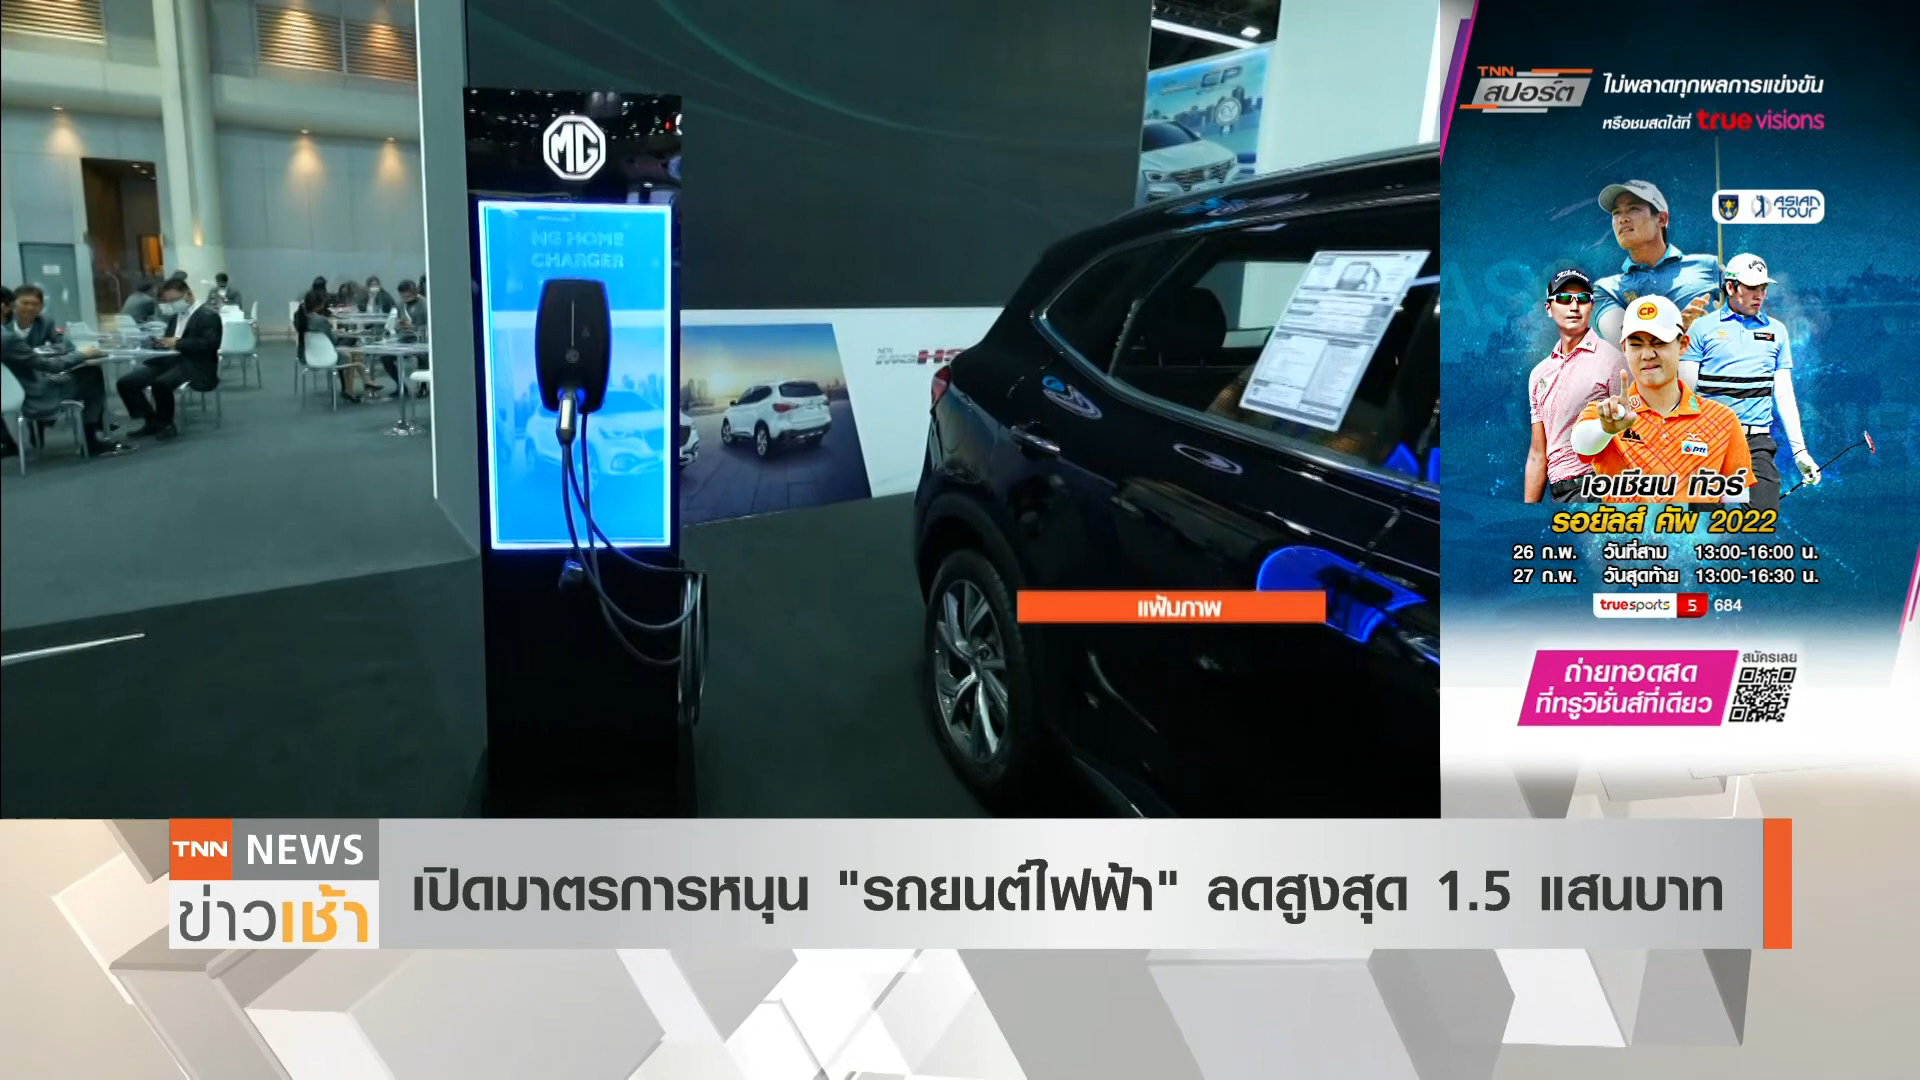 MG
MG HOME
CHARGER
CP
NEW
MG HS
แฟ้มภาพ
TNN
สปอร์ต
ไม่พลาดทุกผลการแข่งขัน
หรือชมสดได้ที่ true visions
ASIAN
TOUR
CP
ptt
เอเชียน ทัวร์
รอยัลส์ คัพ 2022
26 ก.พ. วันที่สาม 13:00-16:00 น.
27 ก.พ. วันสุดท้าย 13:00-16:30 น.
truesports 5 684
ถ่ายทอดสด
ที่ทรูวิชั่นส์ที่เดียว
สมัครเลย
TNN NEWS
ข่าวเช้า
เปิดมาตรการหนุน "รถยนต์ไฟฟ้า" ลดสูงสุด 1.5 แสนบาท